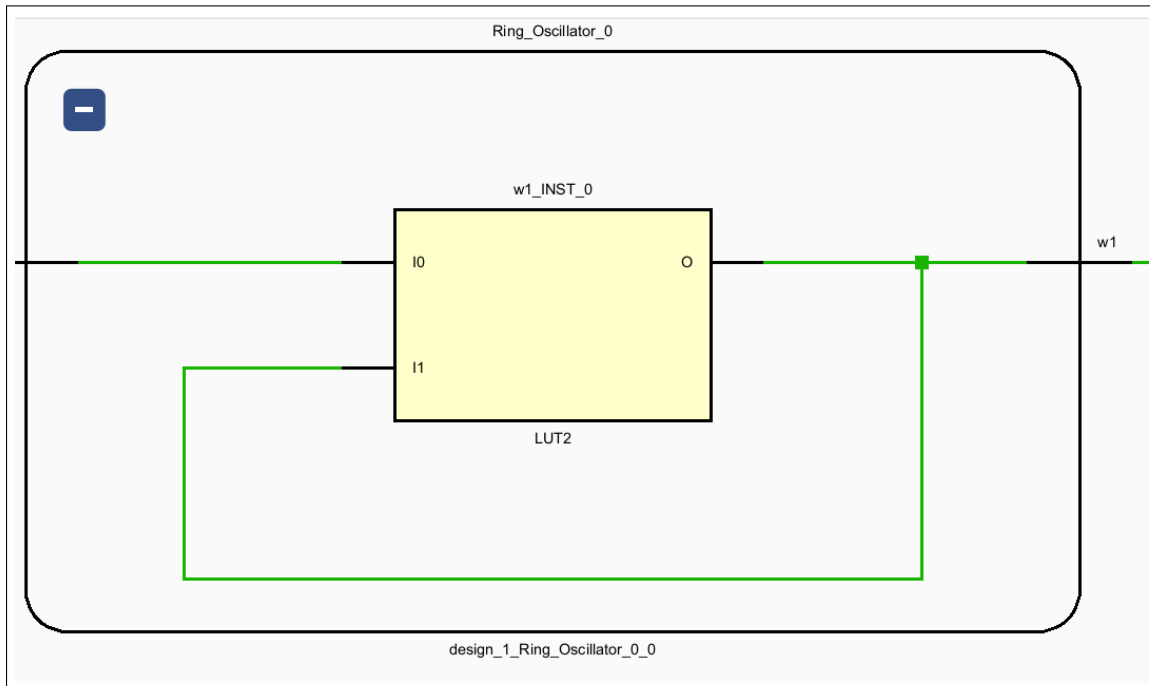 Ring_Oscillator_0
w1_INST_0
w1
I0
O
I1
LUT2
design_1_Ring_Oscillator_0_0